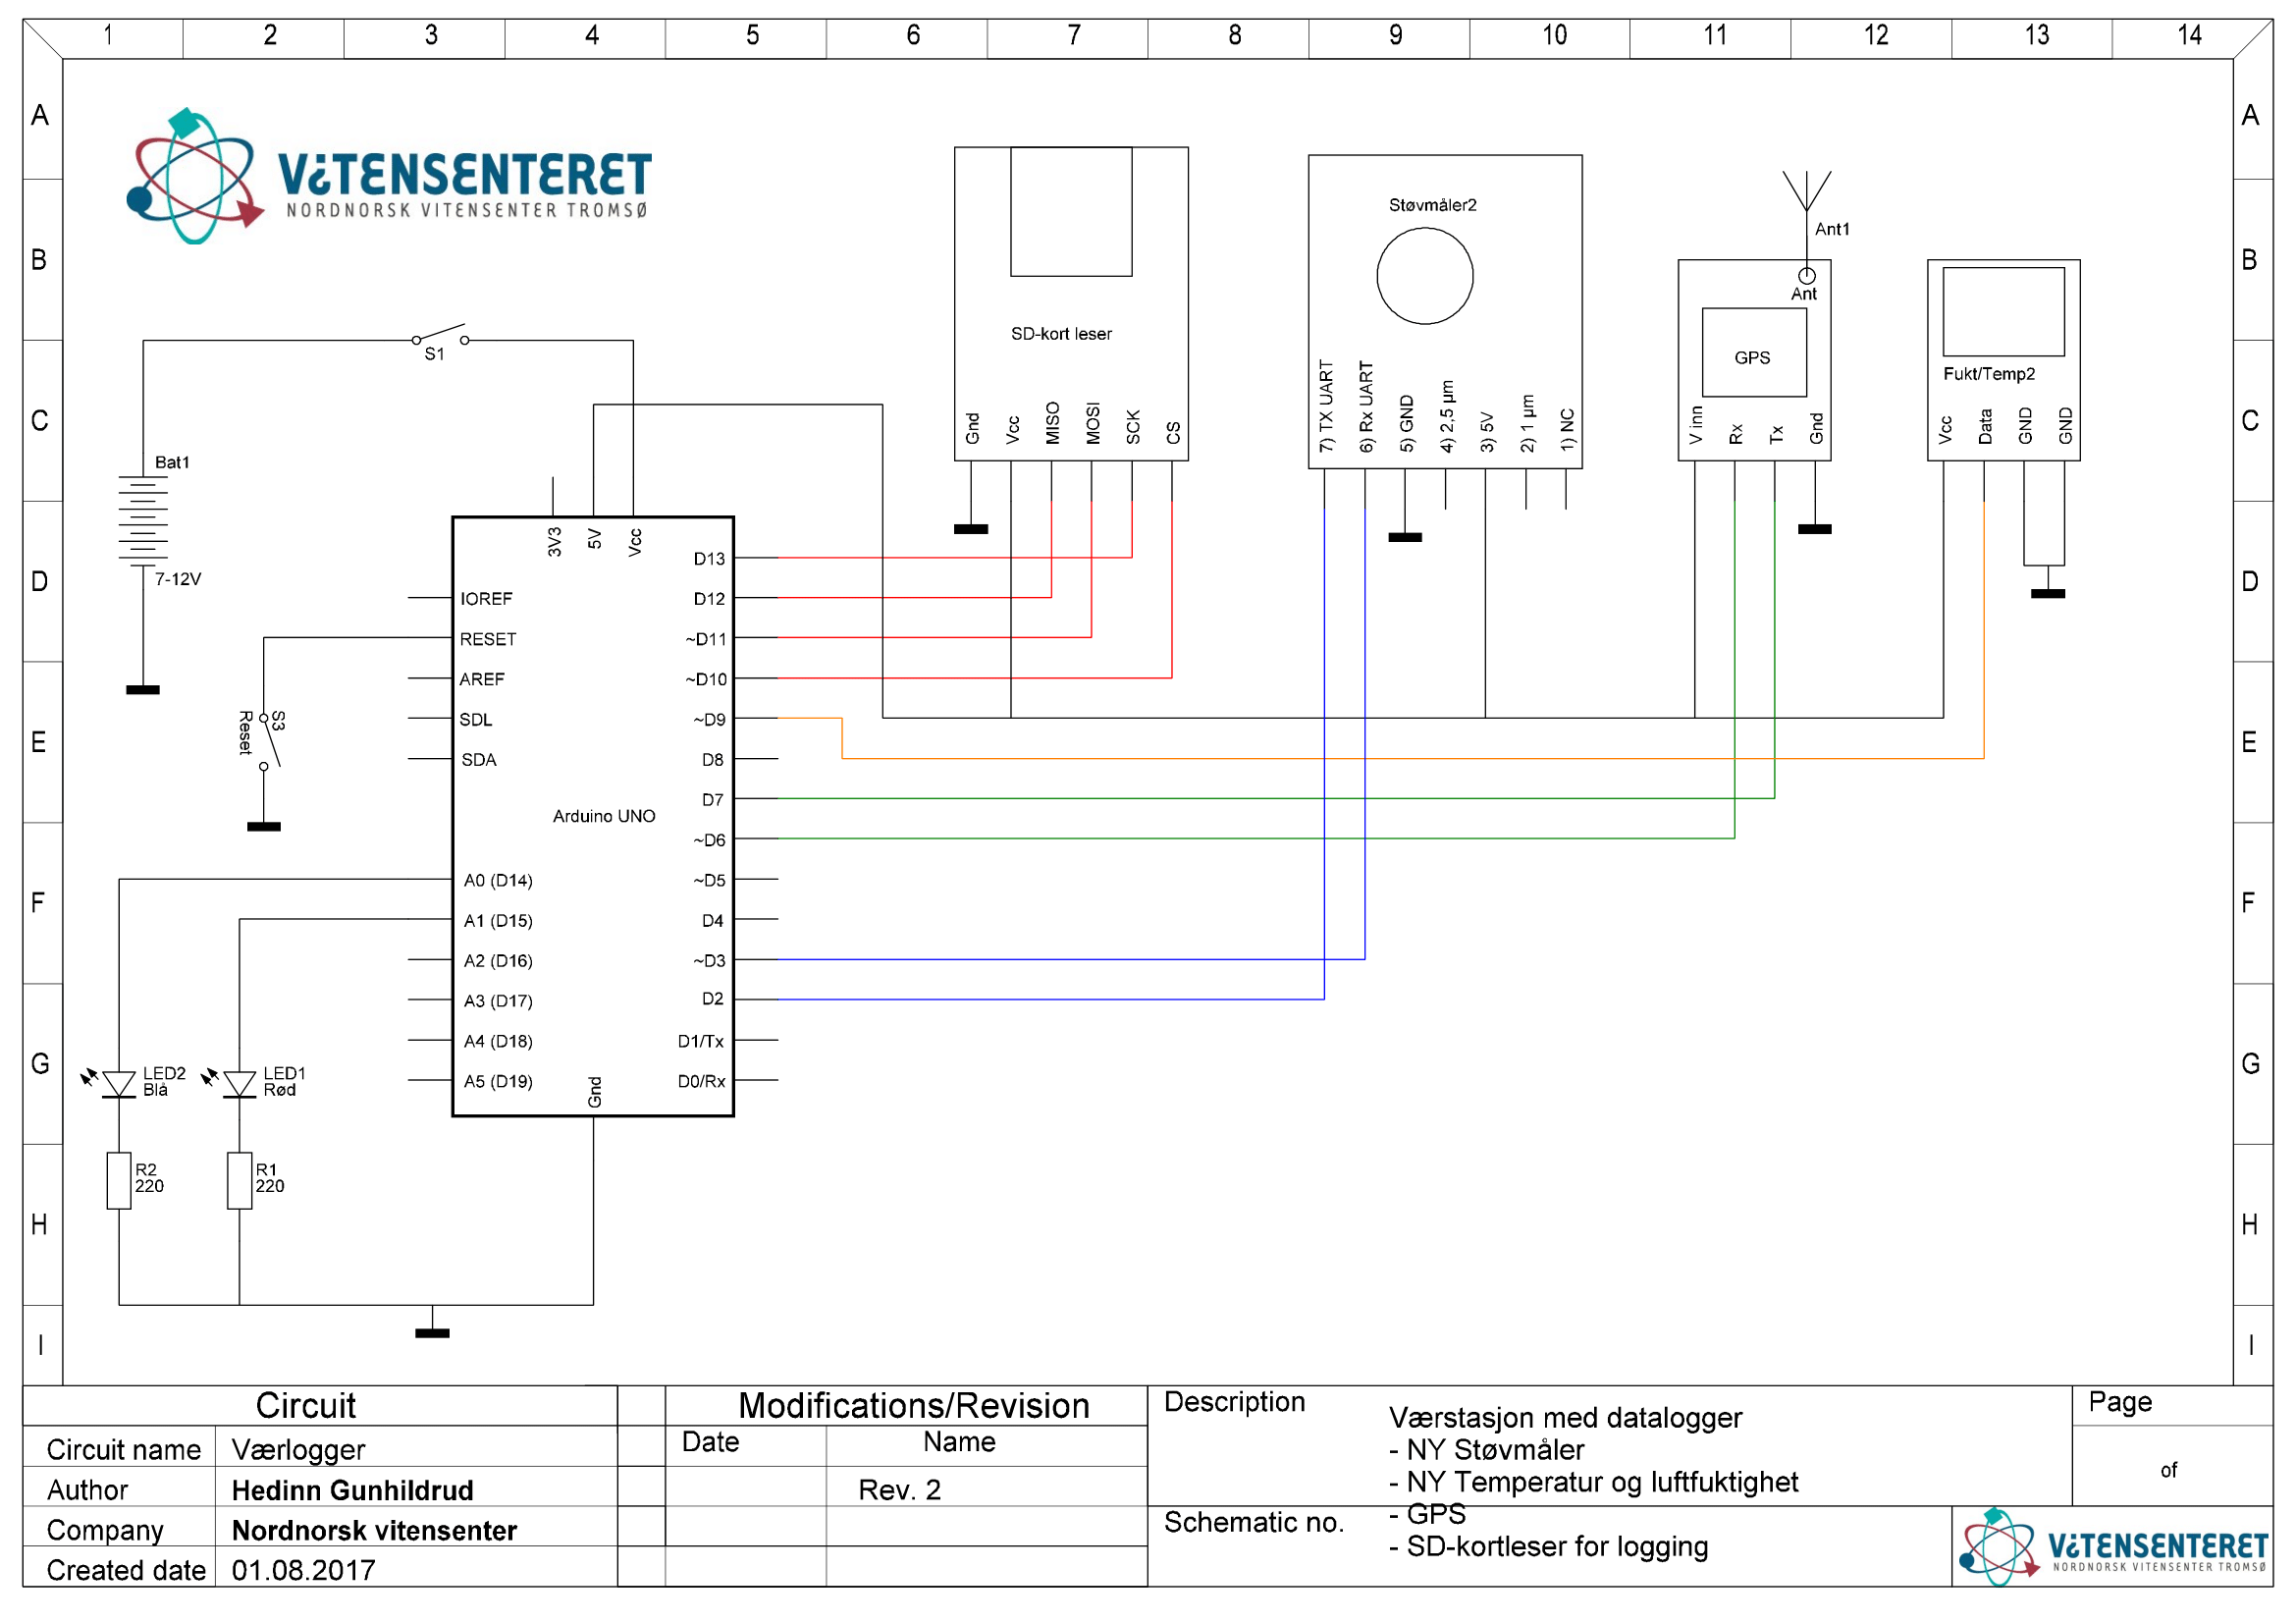 1 2 3 4 5 6 7 8 9 10 11 12 13 14
A A
B B
C C
D D
E E
F F
G G
H H
I I
VITENSENTERET
NORDNORSK VITENSENTER TROMSØ
S1
Bat1
7-12V
S3
Reset
3V3
5V
Vcc
IOREF
RESET
AREF
SDL
SDA
A0 (D14)
A1 (D15)
A2 (D16)
A3 (D17)
A4 (D18)
A5 (D19)
Arduino UNO
D13
D12
~D11
~D10
~D9
D8
D7
~D6
~D5
D4
~D3
D2
D1/Tx
D0/Rx
Gnd
LED2
Blå
LED1
Rød
R2
220
R1
220
SD-kort leser
Gnd
Vcc
MISO
MOSI
SCK
CS
Støvmåler2
7) TX UART
6) Rx UART
5) GND
4) 2,5 µm
3) 5V
2) 1 µm
1) NC
Ant1
Ant
GPS
V inn
Rx
Tx
Gnd
Fukt/Temp2
Vcc
Data
GND
GND
Circuit
Circuit name Værlogger
Author Hedinn Gunhildrud
Company Nordnorsk vitensenter
Created date 01.08.2017
Modifications/Revision
Date Name
Rev. 2
Description
Værstasjon med datalogger
- NY Støvmåler
- NY Temperatur og luftfuktighet
- GPS
- SD-kortleser for logging
Schematic no.
Page
of
VITENSENTERET
NORDNORSK VITENSENTER TROMSØ